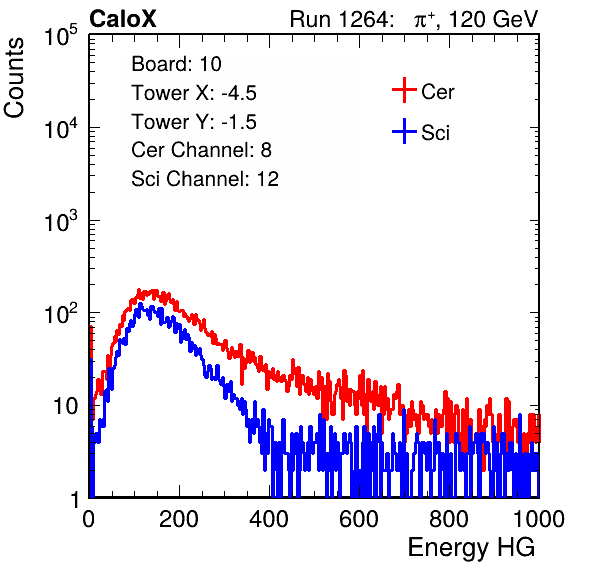 CaloX Run 1264: π⁺, 120 GeV
Counts
10⁵
10⁴
10³
10²
10
1
Board: 10
Tower X: -4.5
Tower Y: -1.5
Cer Channel: 8
Sci Channel: 12
Cer
Sci
0 200 400 600 800 1000
Energy HG